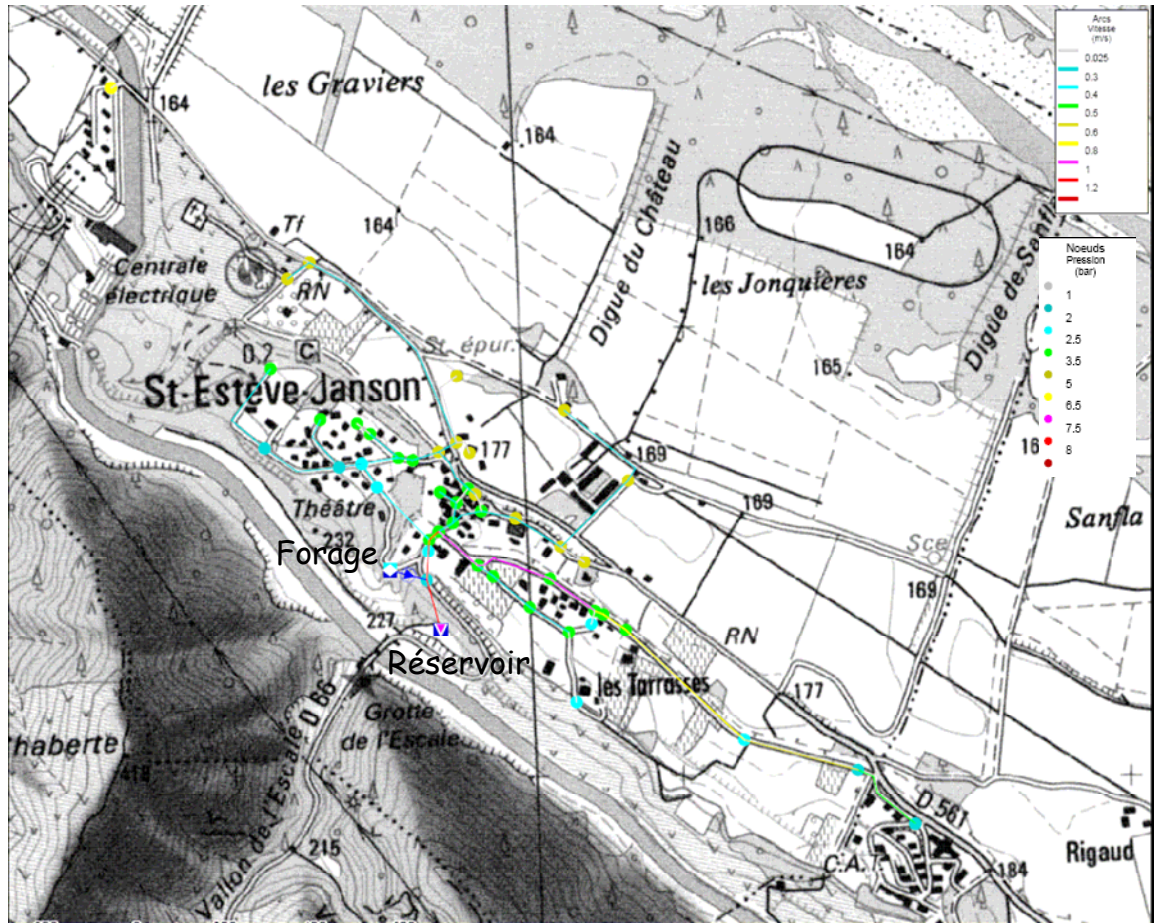 Arcs
Vitesse
(m/s)
0.025
0.3
0.4
0.5
0.6
0.8
1
1.2
les Graviers
164
164
Digue du Château
166
164
Digue de Sanfla
Noeuds
Pression
(bar)
1
2
2.5
3.5
5
6.5
7.5
8
Tf
164
Centrale
électrique
RN
les Jonquières
St. épur.
C
0.2
St-Estève-Janson
165
177
169
169
Théâtre
232
Sanfla
Forage
Sce
169
227
RN
Réservoir
les Tarrasses
177
Grotte
de l'Escale
haberte
418
Vallon de l'Escale D 66
D 561
215
C.A.T.
Rigaud
184